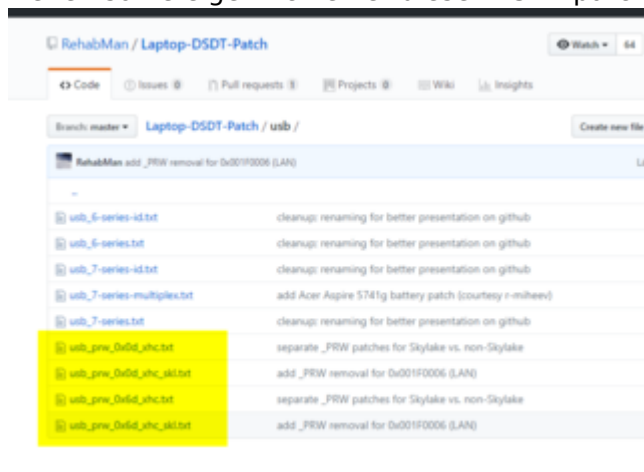 RehabMan / Laptop-DSDT-Patch
Watch 64
Code Issues 0 Pull requests 1 Projects 0 Wiki Insights
Branch: master Laptop-DSDT-Patch / usb /
Create new file
RehabMan add _PRW removal for 0x001F0006 (LAN)
..
usb_6-series-id.txt cleanup: renaming for better presentation on github
usb_6-series.txt cleanup: renaming for better presentation on github
usb_7-series-id.txt cleanup: renaming for better presentation on github
usb_7-series-multiplex.txt add Acer Aspire 5741g battery patch (courtesy r-miheev)
usb_7-series.txt cleanup: renaming for better presentation on github
usb_prw_0x0d_xhc.txt separate _PRW patches for Skylake vs. non-Skylake
usb_prw_0x0d_xhc_skl.txt add _PRW removal for 0x001F0006 (LAN)
usb_prw_0x6d_xhc.txt separate _PRW patches for Skylake vs. non-Skylake
usb_prw_0x6d_xhc_skl.txt add _PRW removal for 0x001F0006 (LAN)